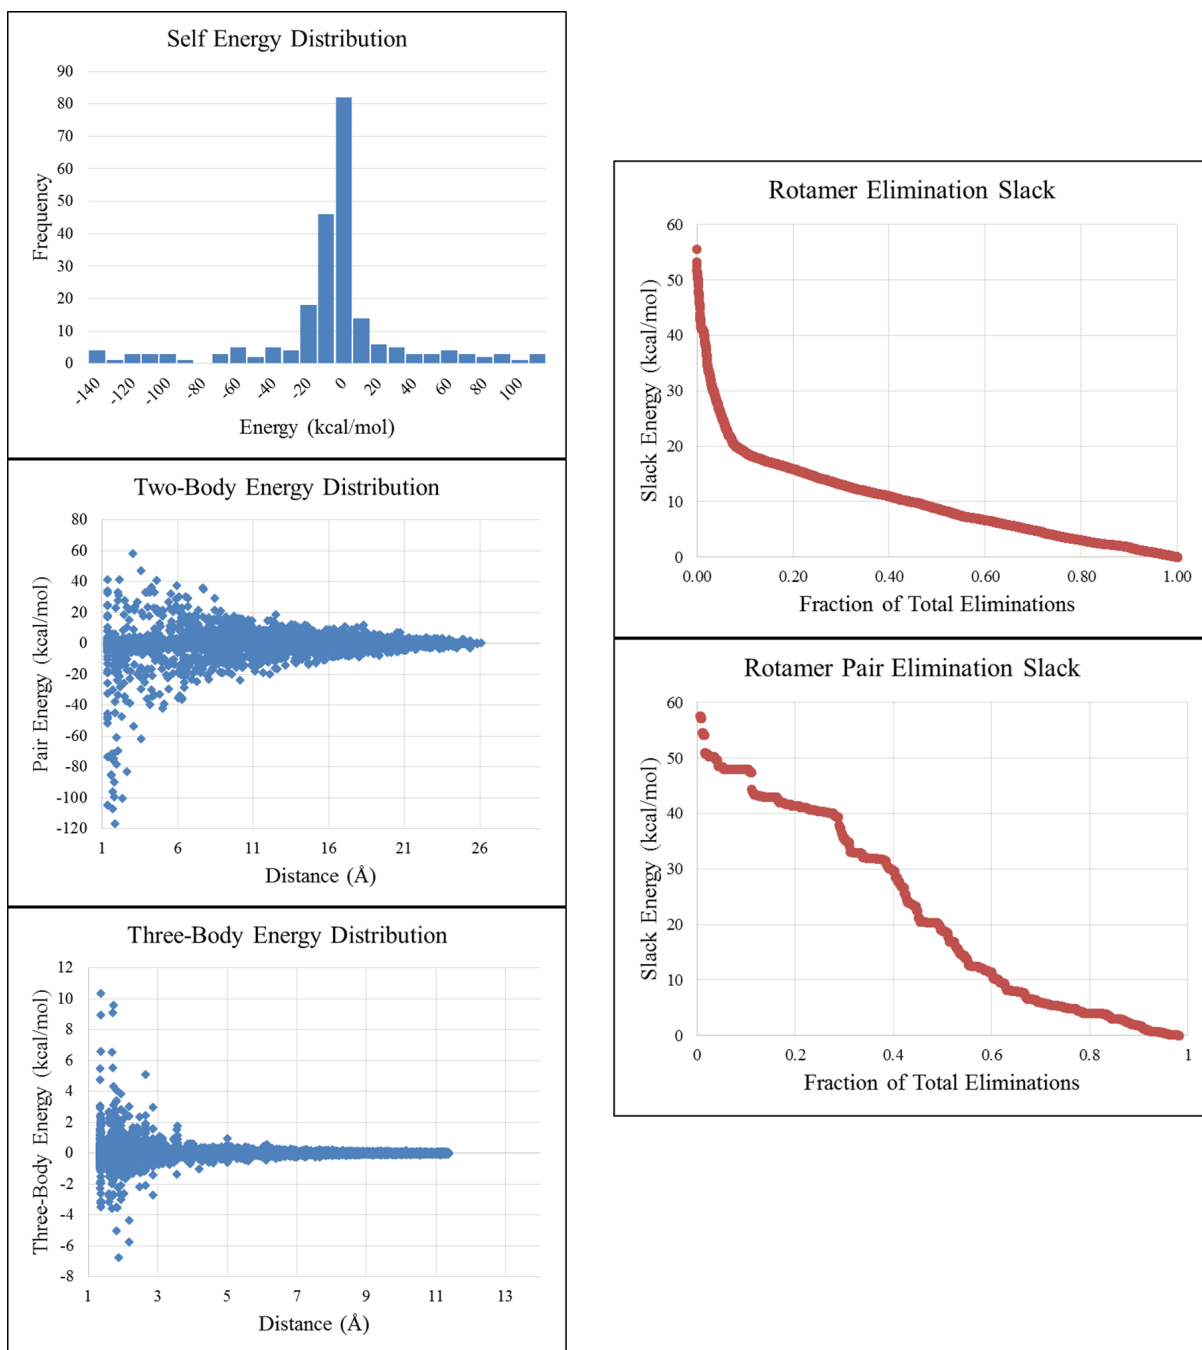 Self Energy Distribution
Frequency
90
80
70
60
50
40
30
20
10
0
-140 -120 -100 -80 -60 -40 -20 0 20 40 60 80 100
Energy (kcal/mol)
Two-Body Energy Distribution
Pair Energy (kcal/mol)
80
60
40
20
0
-20
-40
-60
-80
-100
-120
1 6 11 16 21 26
Distance (Å)
Three-Body Energy Distribution
Three-Body Energy (kcal/mol)
12
10
8
6
4
2
0
-2
-4
-6
-8
1 3 5 7 9 11 13
Distance (Å)
Rotamer Elimination Slack
Slack Energy (kcal/mol)
60
50
40
30
20
10
0
0.00 0.20 0.40 0.60 0.80 1.00
Fraction of Total Eliminations
Rotamer Pair Elimination Slack
Slack Energy (kcal/mol)
60
50
40
30
20
10
0
0 0.2 0.4 0.6 0.8 1
Fraction of Total Eliminations